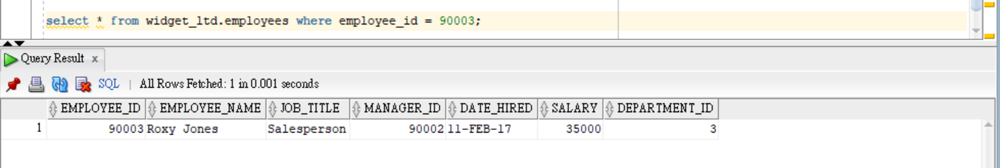 select * from widget_ltd.employees where employee_id = 90003;
Query Result x
SQL | All Rows Fetched: 1 in 0.001 seconds
EMPLOYEE_ID EMPLOYEE_NAME JOB_TITLE MANAGER_ID DATE_HIRED SALARY DEPARTMENT_ID
1 90003 Roxy Jones Salesperson 90002 11-FEB-17 35000 3